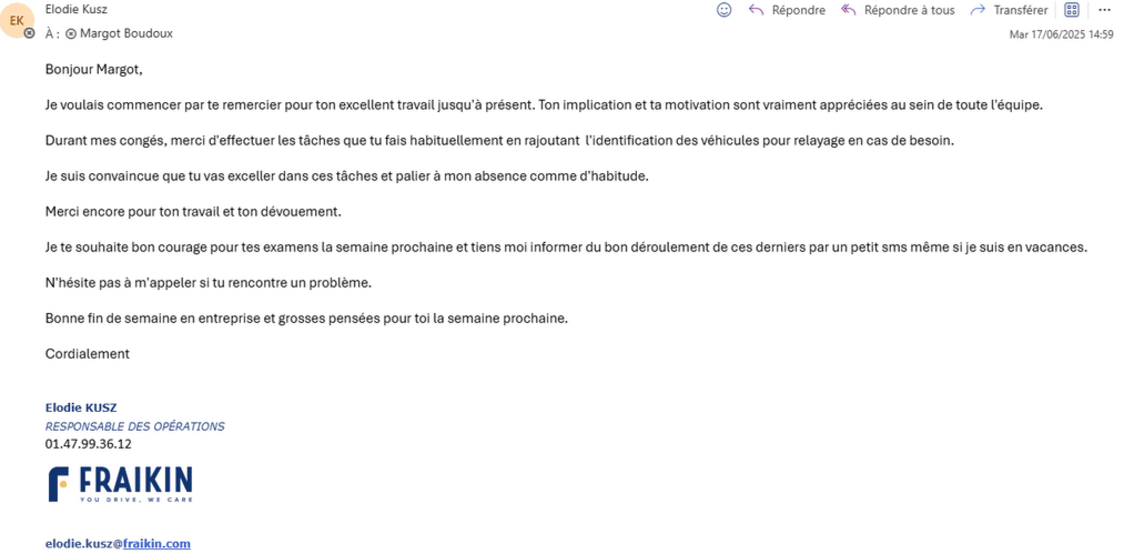 EK
Elodie Kusz
Répondre
Répondre à tous
Transférer
À : Margot Boudoux
Mar 17/06/2025 14:59
Bonjour Margot,
Je voulais commencer par te remercier pour ton excellent travail jusqu'à présent. Ton implication et ta motivation sont vraiment appréciées au sein de toute l'équipe.
Durant mes congés, merci d'effectuer les tâches que tu fais habituellement en rajoutant  l'identification des véhicules pour relayage en cas de besoin.
Je suis convaincue que tu vas exceller dans ces tâches et palier à mon absence comme d'habitude.
Merci encore pour ton travail et ton dévouement.
Je te souhaite bon courage pour tes examens la semaine prochaine et tiens moi informer du bon déroulement de ces derniers par un petit sms même si je suis en vacances.
N'hésite pas à m'appeler si tu rencontre un problème.
Bonne fin de semaine en entreprise et grosses pensées pour toi la semaine prochaine.
Cordialement
Elodie KUSZ
RESPONSABLE DES OPÉRATIONS
01.47.99.36.12
FRAIKIN
YOU DRIVE, WE CARE
elodie.kusz@fraikin.com